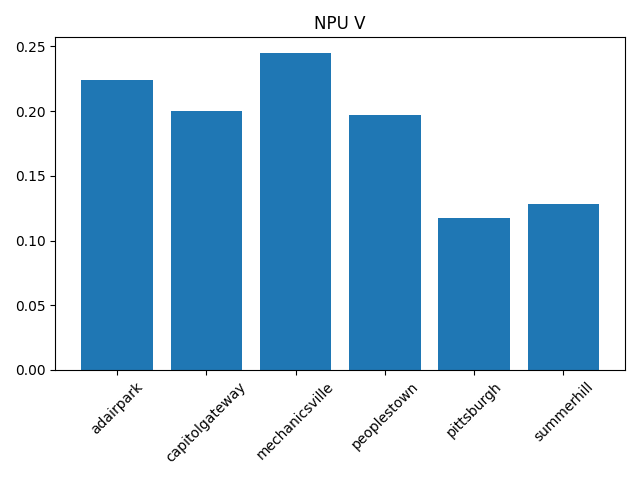 NPU V
0.25
0.20
0.15
0.10
0.05
0.00
adairpark
capitolgateway
mechanicsville
peoplestown
pittsburgh
summerhill